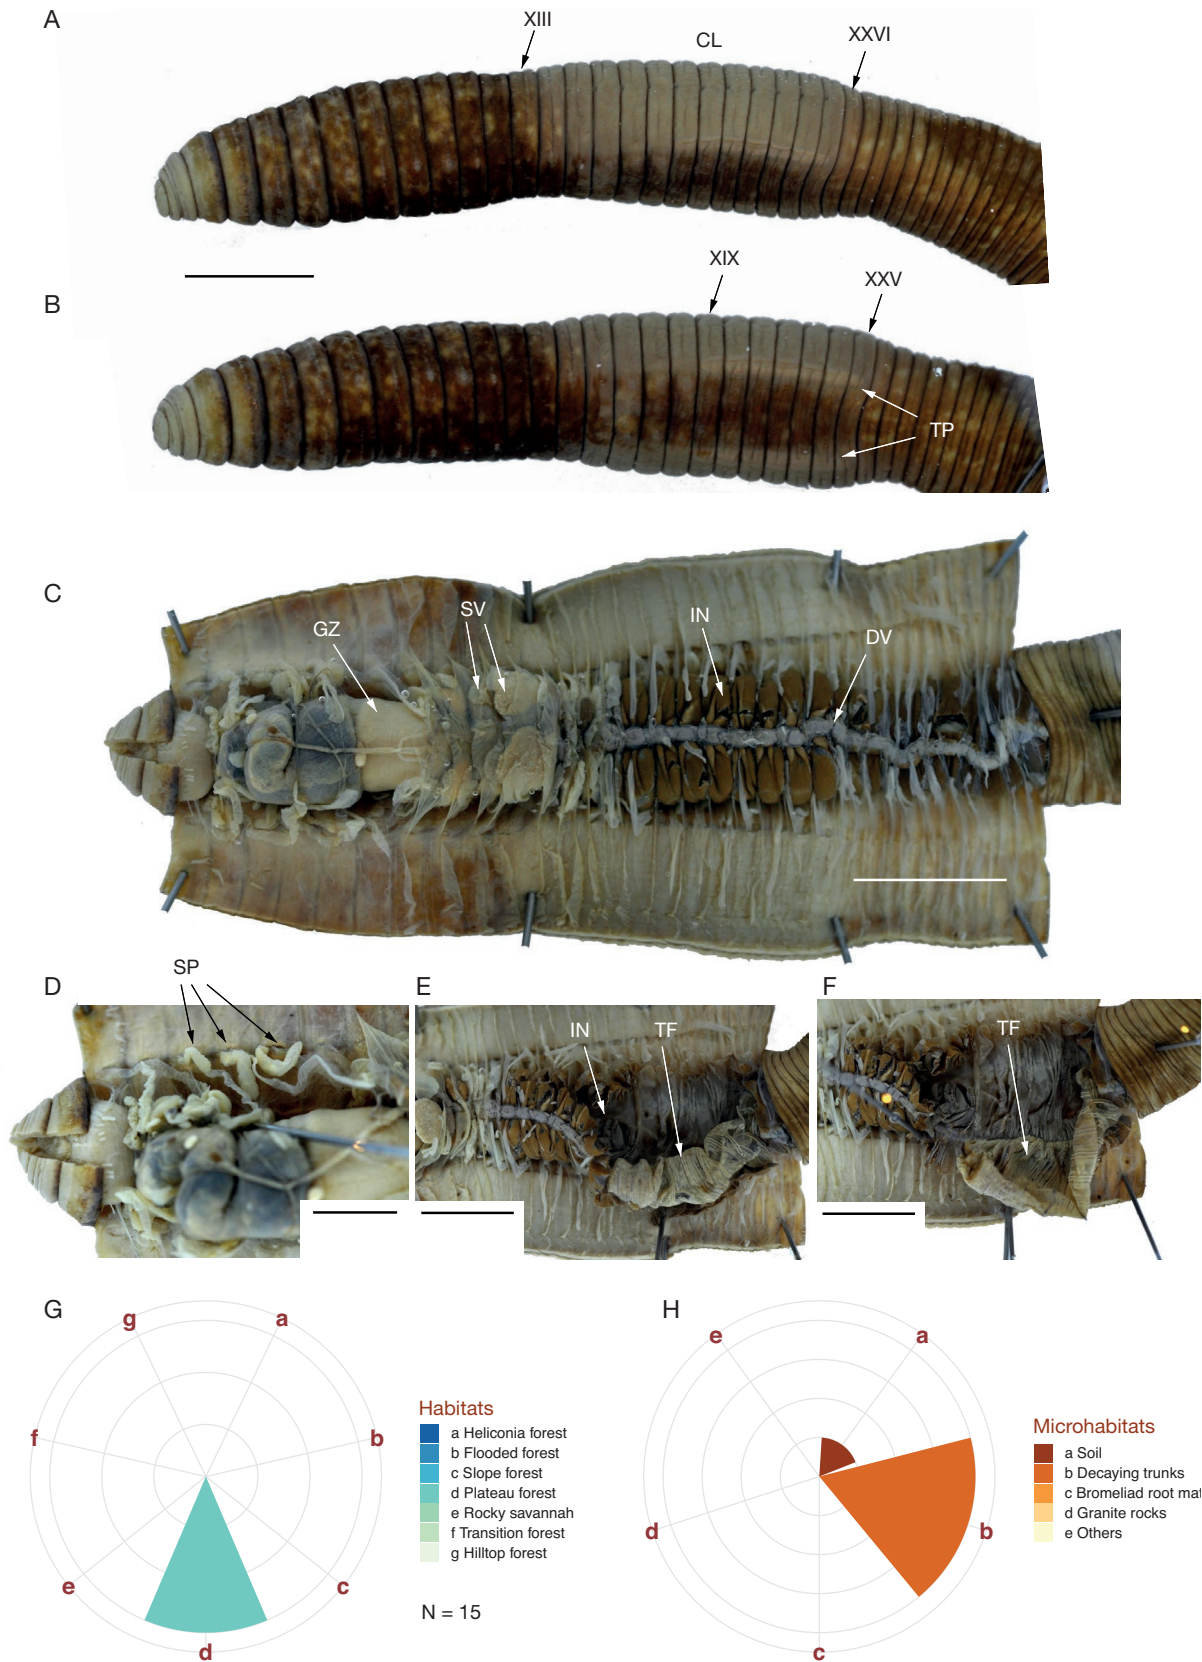 A
XIII
CL
XXVI
B
XIX
XXV
TP
C
GZ
SV
IN
DV
D
SP
E
IN
TF
F
TF
G
g
a
f
b
e
c
d
Habitats
a Heliconia forest
b Flooded forest
c Slope forest
d Plateau forest
e Rocky savannah
f Transition forest
g Hilltop forest
N = 15
H
e
a
d
b
c
Microhabitats
a Soil
b Decaying trunks
c Bromeliad root mat
d Granite rocks
e Others